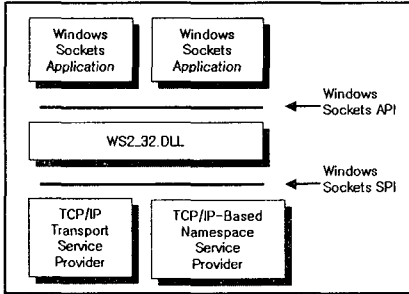 Windows
Sockets
Application
Windows
Sockets
Application
Windows
Sockets API
WS2_32.DLL
Windows
Sockets SPI
TCP/IP
Transport
Service
Provider
TCP/IP-Based
Namespace
Service
Provider